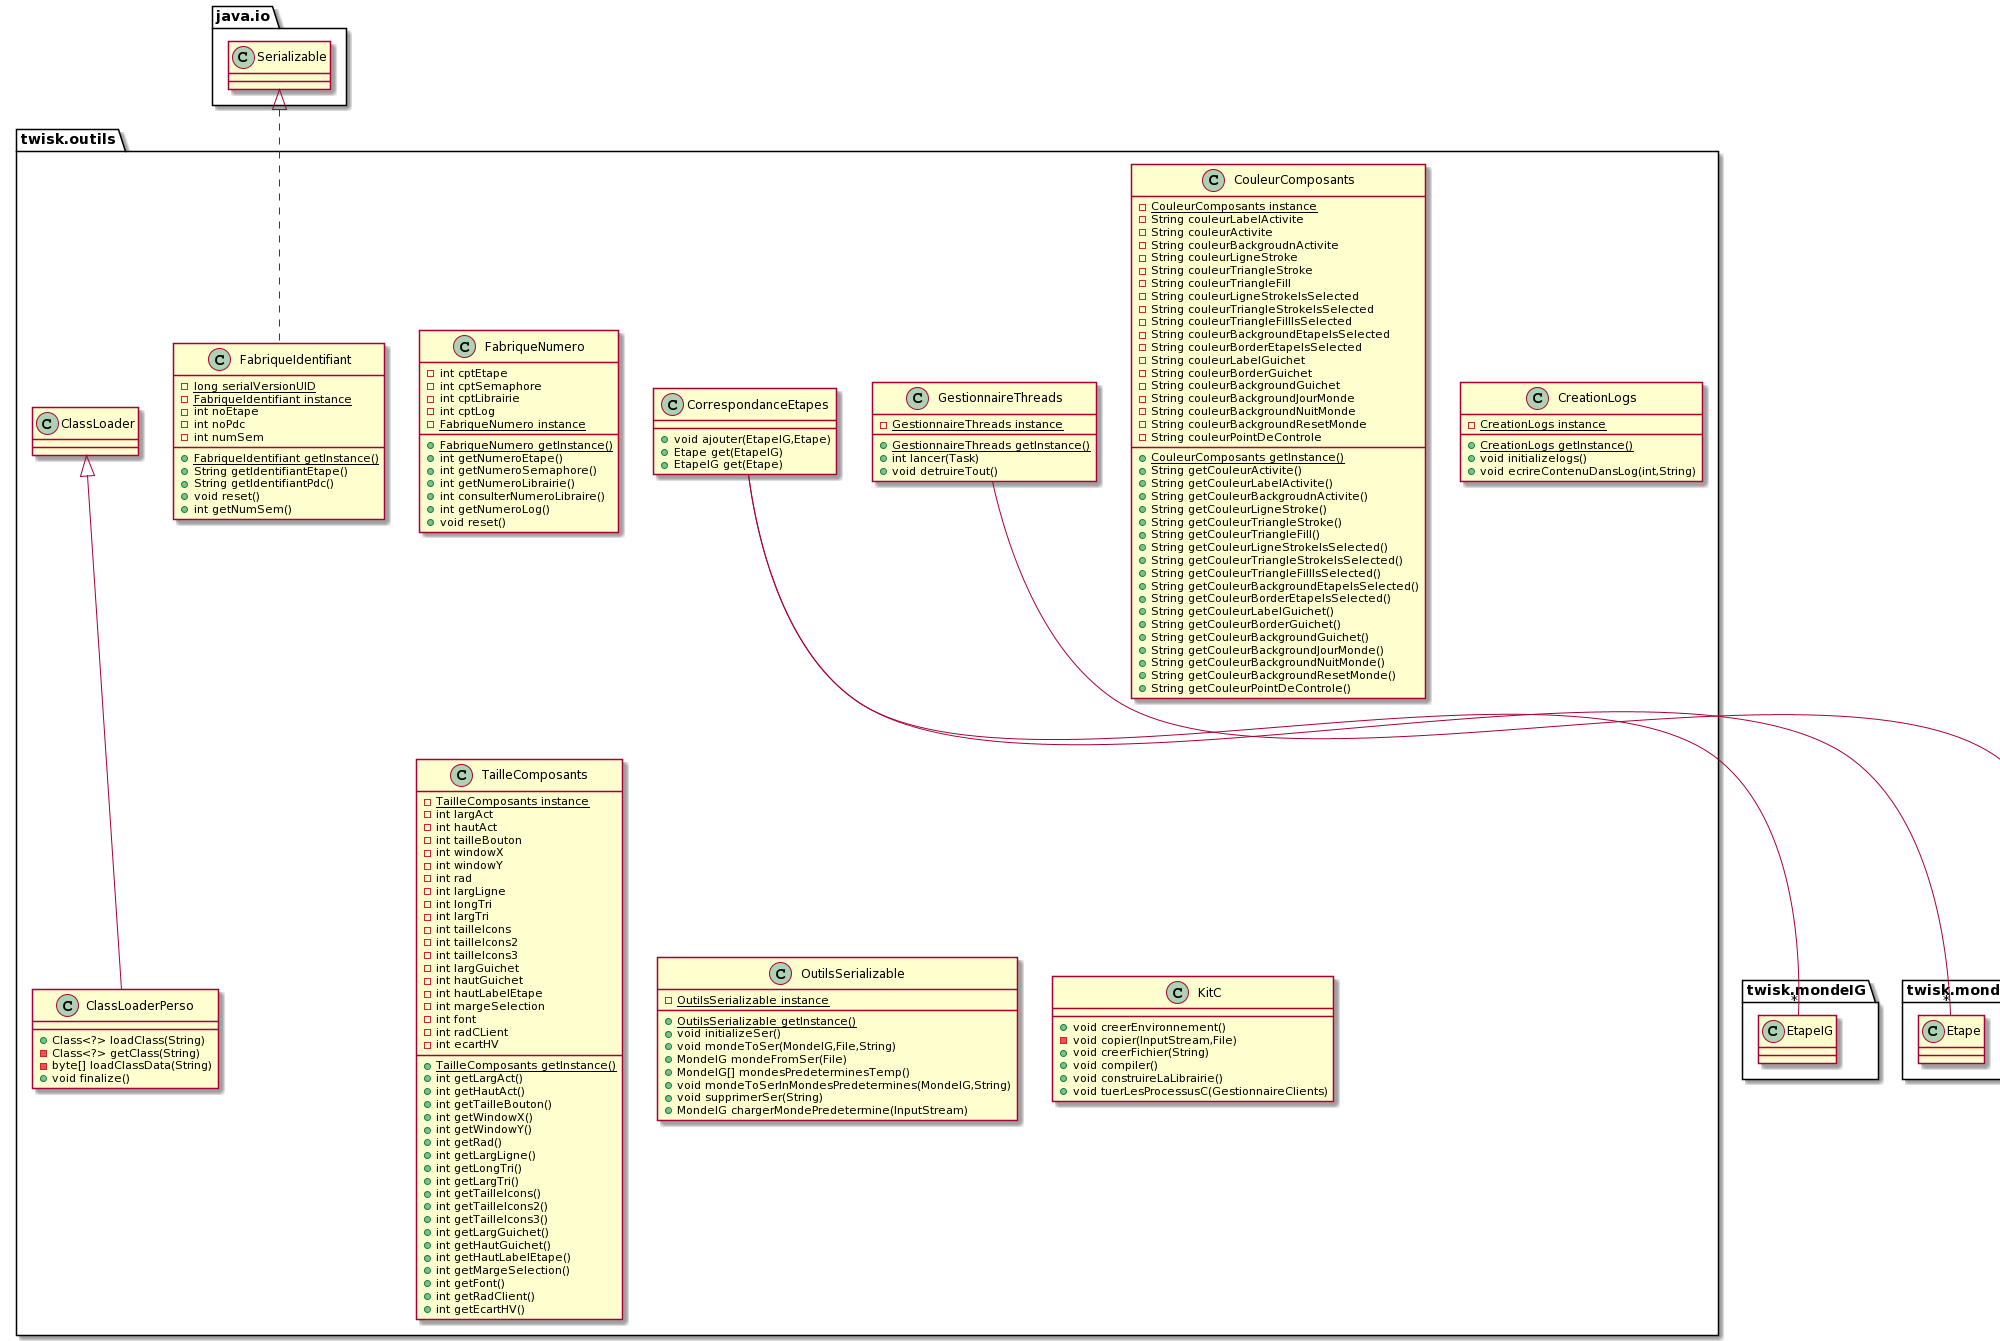 java.io
C Serializable
twisk.outils
C CouleurComposants
CouleurComposants instance
String couleurLabelActivite
String couleurActivite
String couleurBackgroudnActivite
String couleurLigneStroke
String couleurTriangleStroke
String couleurTriangleFill
String couleurLigneStrokeIsSelected
String couleurTriangleStrokeIsSelected
String couleurTriangleFillIsSelected
String couleurBackgroundEtapeIsSelected
String couleurBorderEtapeIsSelected
String couleurLabelGuichet
String couleurBorderGuichet
String couleurBackgroundGuichet
String couleurBackgroundJourMonde
String couleurBackgroundNuitMonde
String couleurBackgroundResetMonde
String couleurPointDeControle
CouleurComposants getInstance()
String getCouleurActivite()
String getCouleurLabelActivite()
String getCouleurBackgroudnActivite()
String getCouleurLigneStroke()
String getCouleurTriangleStroke()
String getCouleurTriangleFill()
String getCouleurLigneStrokeIsSelected()
String getCouleurTriangleStrokeIsSelected()
String getCouleurTriangleFillIsSelected()
String getCouleurBackgroundEtapeIsSelected()
String getCouleurBorderEtapeIsSelected()
String getCouleurLabelGuichet()
String getCouleurBorderGuichet()
String getCouleurBackgroundGuichet()
String getCouleurBackgroundJourMonde()
String getCouleurBackgroundNuitMonde()
String getCouleurBackgroundResetMonde()
String getCouleurPointDeControle()
C ClassLoader
C FabriqueIdentifiant
long serialVersionUID
FabriqueIdentifiant instance
int noEtape
int noPdc
int numSem
FabriqueIdentifiant getInstance()
String getIdentifiantEtape()
String getIdentifiantPdc()
void reset()
int getNumSem()
C FabriqueNumero
int cptEtape
int cptSemaphore
int cptLibrairie
int cptLog
FabriqueNumero instance
FabriqueNumero getInstance()
int getNumeroEtape()
int getNumeroSemaphore()
int getNumeroLibrairie()
int consulterNumeroLibraire()
int getNumeroLog()
void reset()
C CorrespondanceEtapes
void ajouter(EtapeIG,Etape)
Etape get(EtapeIG)
EtapeIG get(Etape)
C GestionnaireThreads
GestionnaireThreads instance
GestionnaireThreads getInstance()
int lancer(Task)
void detruireTout()
C CreationLogs
CreationLogs instance
CreationLogs getInstance()
void initializelogs()
void ecrireContenuDansLog(int,String)
C ClassLoaderPerso
Class<?> loadClass(String)
Class<?> getClass(String)
byte[] loadClassData(String)
void finalize()
C TailleComposants
TailleComposants instance
int largAct
int hautAct
int tailleBouton
int windowX
int windowY
int rad
int largLigne
int longTri
int largTri
int tailleIcons
int tailleIcons2
int tailleIcons3
int largGuichet
int hautGuichet
int hautLabelEtape
int margeSelection
int font
int radCLient
int ecartHV
TailleComposants getInstance()
int getLargAct()
int getHautAct()
int getTailleBouton()
int getWindowX()
int getWindowY()
int getRad()
int getLargLigne()
int getLongTri()
int getLargTri()
int getTailleIcons()
int getTailleIcons2()
int getTailleIcons3()
int getLargGuichet()
int getHautGuichet()
int getHautLabelEtape()
int getMargeSelection()
int getFont()
int getRadClient()
int getEcartHV()
C OutilsSerializable
OutilsSerializable instance
OutilsSerializable getInstance()
void initializeSer()
void mondeToSer(MondeIG,File,String)
MondeIG mondeFromSer(File)
MondeIG[] mondesPredeterminesTemp()
void mondeToSerInMondesPredetermines(MondeIG,String)
void supprimerSer(String)
MondeIG chargerMondePredetermine(InputStream)
C KitC
void creerEnvironnement()
void copier(InputStream,File)
void creerFichier(String)
void compiler()
void construireLaLibrairie()
void tuerLesProcessusC(GestionnaireClients)
twisk.mondeIG
*
C EtapeIG
twisk.mond
*
C Etape